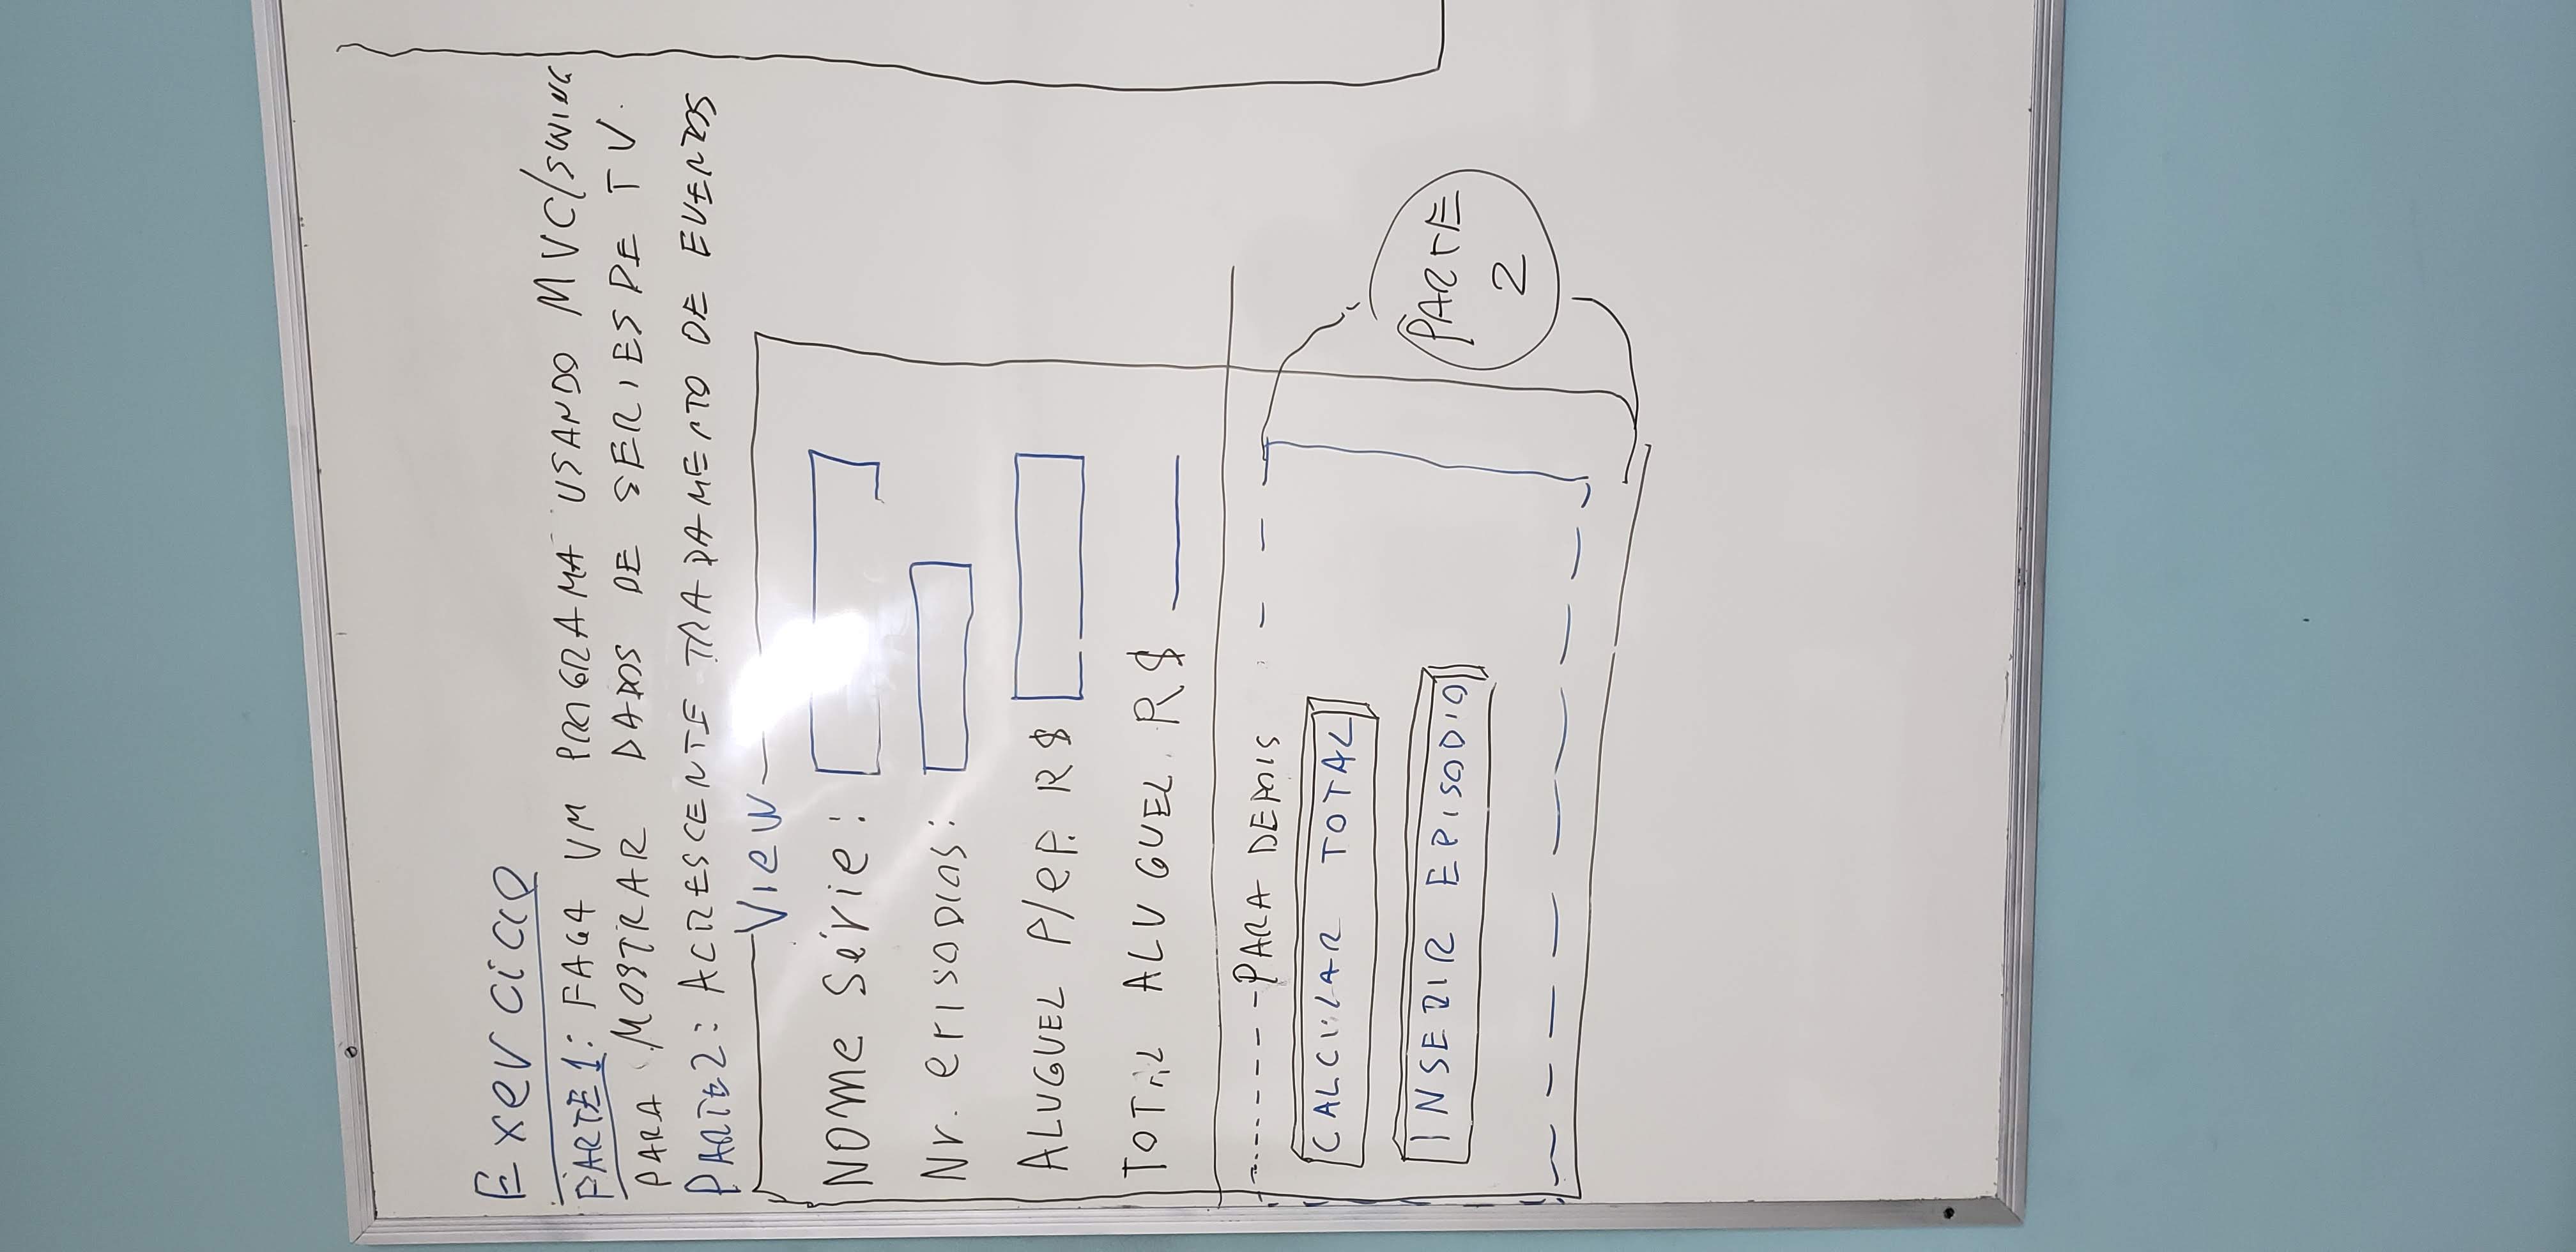 Exercicio
PARTE 1: FAÇA UM PROGRAMA USANDO MVC/SWING
PARA MOSTRAR DADOS DE SERIES DE TV.
PARTE 2: ACRESCENTE TRATAMENTO DE EVENTOS
View
NOME Série:
Nr. EPISODIOS:
ALUGUEL P/EP. R$
TOTAL ALUGUEL. R$
PARA DEPOIS
CALCULAR TOTAL
INSERIR EPISODIO
PARTE
2